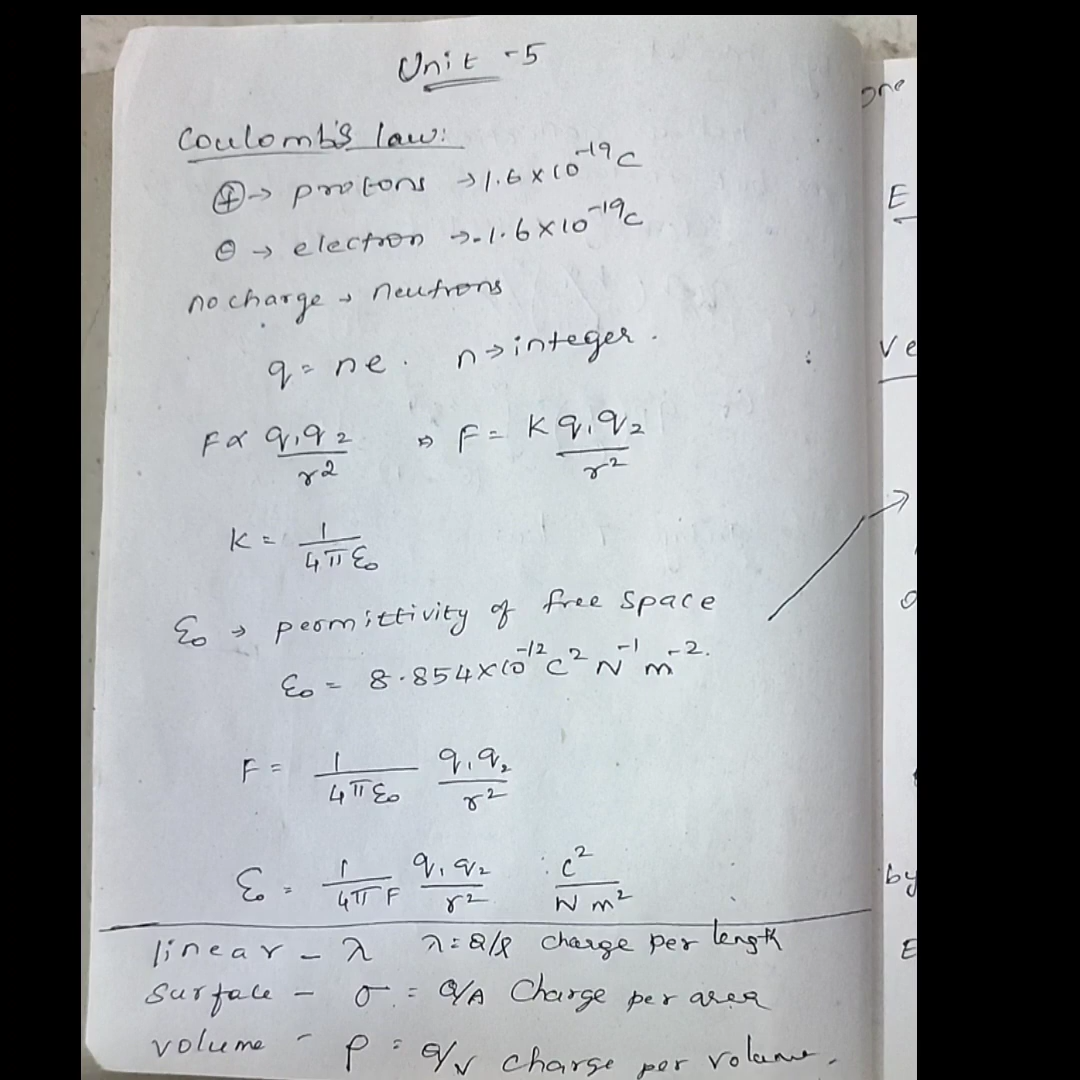 Unit - 5
Coulomb's law:
⊕ → protons → 1.6 × 10⁻¹⁹ C
⊖ → electron → -1.6 × 10⁻¹⁹ C
no charge → neutrons
q = ne . n → integer .
F ∝ q₁q₂/r² ⇒ F = K q₁q₂/r²
K = 1/4πε₀
ε₀ → permittivity of free space
ε₀ = 8.854 × 10⁻¹² C² N⁻¹ m⁻².
F = 1/4πε₀ q₁q₂/r²
ε₀ = 1/4πF q₁q₂/r² C²/N m²
linear - λ λ = Q/l charge per length
Surface - σ = Q/A Charge per area
volume - ρ = q/V charge per volume.
one
E
Ve
by
E